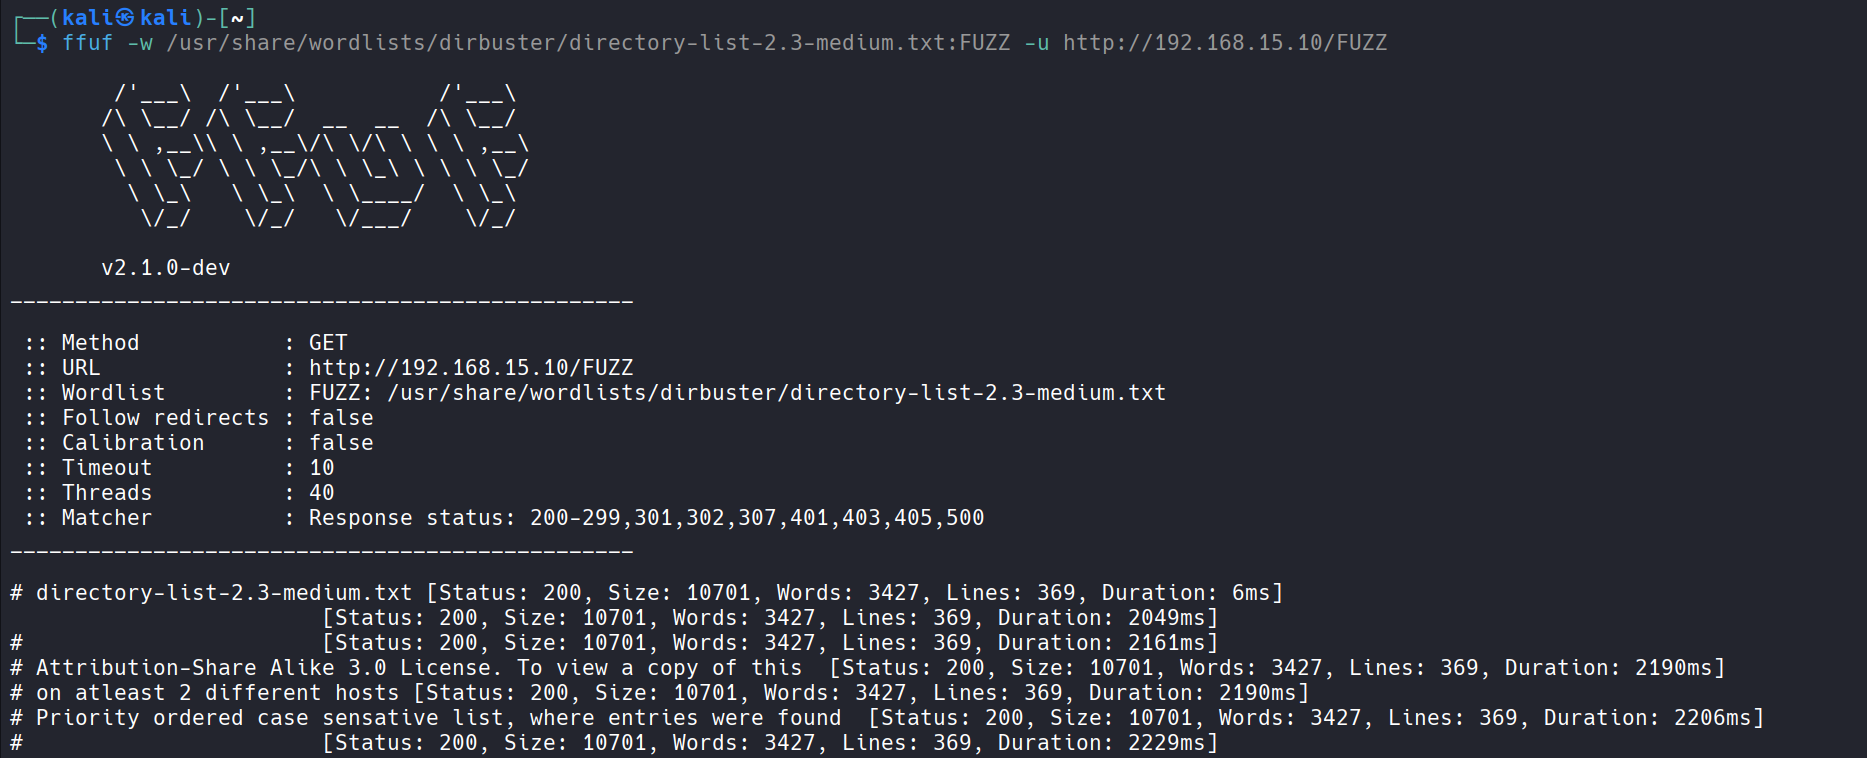 ┌──(kali㉿kali)-[~]
└─$ ffuf -w /usr/share/wordlists/dirbuster/directory-list-2.3-medium.txt:FUZZ -u http://192.168.15.10/FUZZ

        /'___\  /'___\           /'___\
       /\ \__/ /\ \__/  __  __  /\ \__/
       \ \ ,__\\ \ ,__\/\ \/\ \ \ \ ,__\
        \ \ \_/ \ \ \_/\ \ \_\ \ \ \ \_/
         \ \_\   \ \_\  \ \____/  \ \_\
          \/_/    \/_/   \/___/    \/_/

       v2.1.0-dev
________________________________________________

 :: Method           : GET
 :: URL              : http://192.168.15.10/FUZZ
 :: Wordlist         : FUZZ: /usr/share/wordlists/dirbuster/directory-list-2.3-medium.txt
 :: Follow redirects : false
 :: Calibration      : false
 :: Timeout          : 10
 :: Threads          : 40
 :: Matcher          : Response status: 200-299,301,302,307,401,403,405,500
________________________________________________

# directory-list-2.3-medium.txt [Status: 200, Size: 10701, Words: 3427, Lines: 369, Duration: 6ms]
                        [Status: 200, Size: 10701, Words: 3427, Lines: 369, Duration: 2049ms]
#                       [Status: 200, Size: 10701, Words: 3427, Lines: 369, Duration: 2161ms]
# Attribution-Share Alike 3.0 License. To view a copy of this  [Status: 200, Size: 10701, Words: 3427, Lines: 369, Duration: 2190ms]
# on atleast 2 different hosts [Status: 200, Size: 10701, Words: 3427, Lines: 369, Duration: 2190ms]
# Priority ordered case sensative list, where entries were found  [Status: 200, Size: 10701, Words: 3427, Lines: 369, Duration: 2206ms]
#                       [Status: 200, Size: 10701, Words: 3427, Lines: 369, Duration: 2229ms]